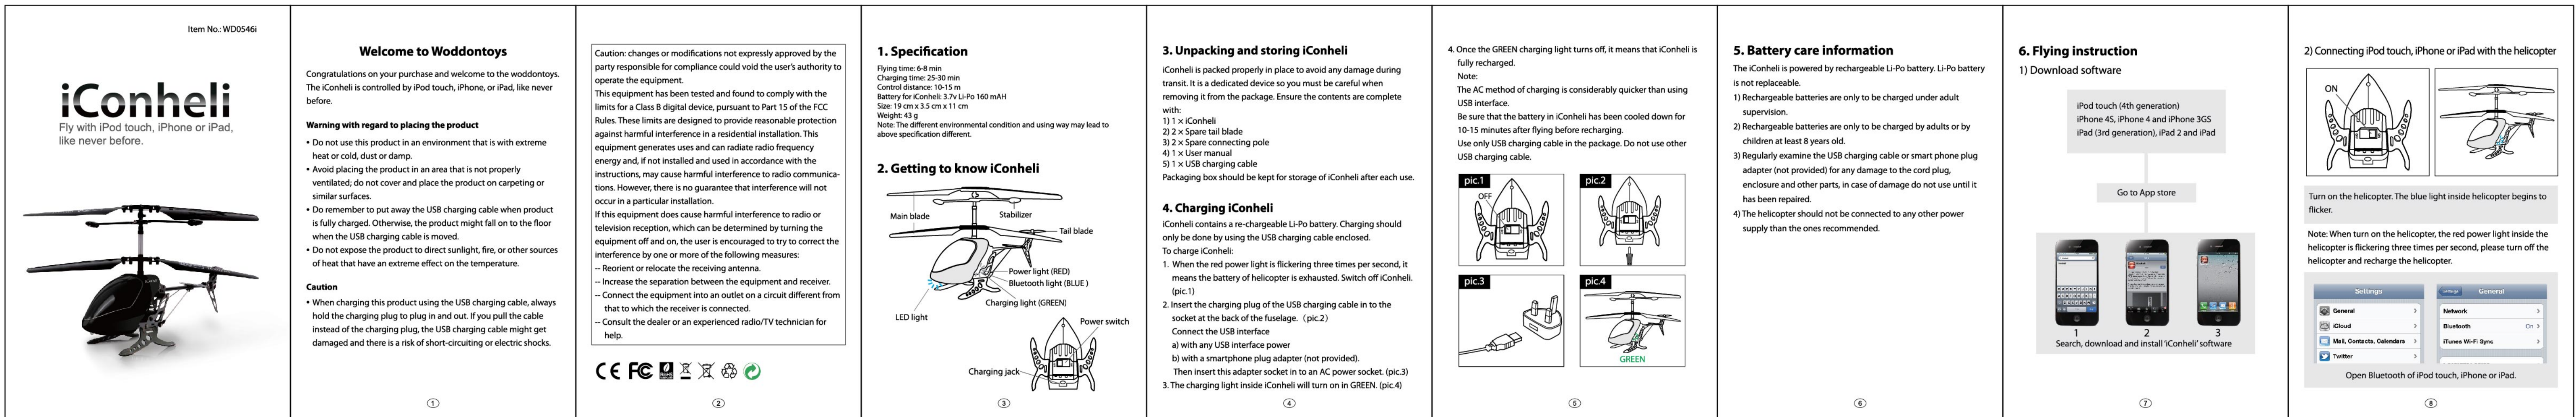 Item No.: WD0546i
iConheli
Fly with iPod touch, iPhone or iPad,
like never before.
Welcome to Woddontoys
Congratulations on your purchase and welcome to the woddontoys.
The iConheli is controlled by iPod touch, iPhone, or iPad, like never
before.
Warning with regard to placing the product
• Do not use this product in an environment that is with extreme
heat or cold, dust or damp.
• Avoid placing the product in an area that is not properly
ventilated; do not cover and place the product on carpeting or
similar surfaces.
• Do remember to put away the USB charging cable when product
is fully charged. Otherwise, the product might fall on to the floor
when the USB charging cable is moved.
• Do not expose the product to direct sunlight, fire, or other sources
of heat that have an extreme effect on the temperature.
Caution
• When charging this product using the USB charging cable, always
hold the charging plug to plug in and out. If you pull the cable
instead of the charging plug, the USB charging cable might get
damaged and there is a risk of short-circuiting or electric shocks.
1
Caution: changes or modifications not expressly approved by the
party responsible for compliance could void the user's authority to
operate the equipment.
This equipment has been tested and found to comply with the
limits for a Class B digital device, pursuant to Part 15 of the FCC
Rules. These limits are designed to provide reasonable protection
against harmful interference in a residential installation. This
equipment generates uses and can radiate radio frequency
energy and, if not installed and used in accordance with the
instructions, may cause harmful interference to radio communica-
tions. However, there is no guarantee that interference will not
occur in a particular installation.
If this equipment does cause harmful interference to radio or
television reception, which can be determined by turning the
equipment off and on, the user is encouraged to try to correct the
interference by one or more of the following measures:
-- Reorient or relocate the receiving antenna.
-- Increase the separation between the equipment and receiver.
-- Connect the equipment into an outlet on a circuit different from
that to which the receiver is connected.
-- Consult the dealer or an experienced radio/TV technician for
help.
CE FC
2
1. Specification
Flying time: 6-8 min
Charging time: 25-30 min
Control distance: 10-15 m
Battery for iConheli: 3.7v Li-Po 160 mAH
Size: 19 cm x 3.5 cm x 11 cm
Weight: 43 g
Note: The different environmental condition and using way may lead to
above specification different.
2. Getting to know iConheli
Main blade
Stabilizer
Tail blade
Power light (RED)
Bluetooth light (BLUE )
Charging light (GREEN)
LED light
Power switch
Charging jack
3
3. Unpacking and storing iConheli
iConheli is packed properly in place to avoid any damage during
transit. It is a dedicated device so you must be careful when
removing it from the package. Ensure the contents are complete
with:
1) 1 × iConheli
2) 2 × Spare tail blade
3) 2 × Spare connecting pole
4) 1 × User manual
5) 1 × USB charging cable
Packaging box should be kept for storage of iConheli after each use.
4. Charging iConheli
iConheli contains a re-chargeable Li-Po battery. Charging should
only be done by using the USB charging cable enclosed.
To charge iConheli:
1. When the red power light is flickering three times per second, it
means the battery of helicopter is exhausted. Switch off iConheli.
(pic.1)
2. Insert the charging plug of the USB charging cable in to the
socket at the back of the fuselage. (pic.2)
Connect the USB interface
a) with any USB interface power
b) with a smartphone plug adapter (not provided).
Then insert this adapter socket in to an AC power socket. (pic.3)
3. The charging light inside iConheli will turn on in GREEN. (pic.4)
4
4. Once the GREEN charging light turns off, it means that iConheli is
fully recharged.
Note:
The AC method of charging is considerably quicker than using
USB interface.
Be sure that the battery in iConheli has been cooled down for
10-15 minutes after flying before recharging.
Use only USB charging cable in the package. Do not use other
USB charging cable.
pic.1
OFF
pic.2
pic.3
pic.4
GREEN
5
5. Battery care information
The iConheli is powered by rechargeable Li-Po battery. Li-Po battery
is not replaceable.
1) Rechargeable batteries are only to be charged under adult
supervision.
2) Rechargeable batteries are only to be charged by adults or by
children at least 8 years old.
3) Regularly examine the USB charging cable or smart phone plug
adapter (not provided) for any damage to the cord plug,
enclosure and other parts, in case of damage do not use until it
has been repaired.
4) The helicopter should not be connected to any other power
supply than the ones recommended.
6
6. Flying instruction
1) Download software
iPod touch (4th generation)
iPhone 4S, iPhone 4 and iPhone 3GS
iPad (3rd generation), iPad 2 and iPad
Go to App store
1 2 3
Search, download and install 'iConheli' software
7
2) Connecting iPod touch, iPhone or iPad with the helicopter
ON
Turn on the helicopter. The blue light inside helicopter begins to
flicker.
Note: When turn on the helicopter, the red power light inside the
helicopter is flickering three times per second, please turn off the
helicopter and recharge the helicopter.
Settings
General
iCloud
Mail, Contacts, Calendars
Twitter
Settings General
Network
Bluetooth On
iTunes Wi-Fi Sync
Open Bluetooth of iPod touch, iPhone or iPad.
8